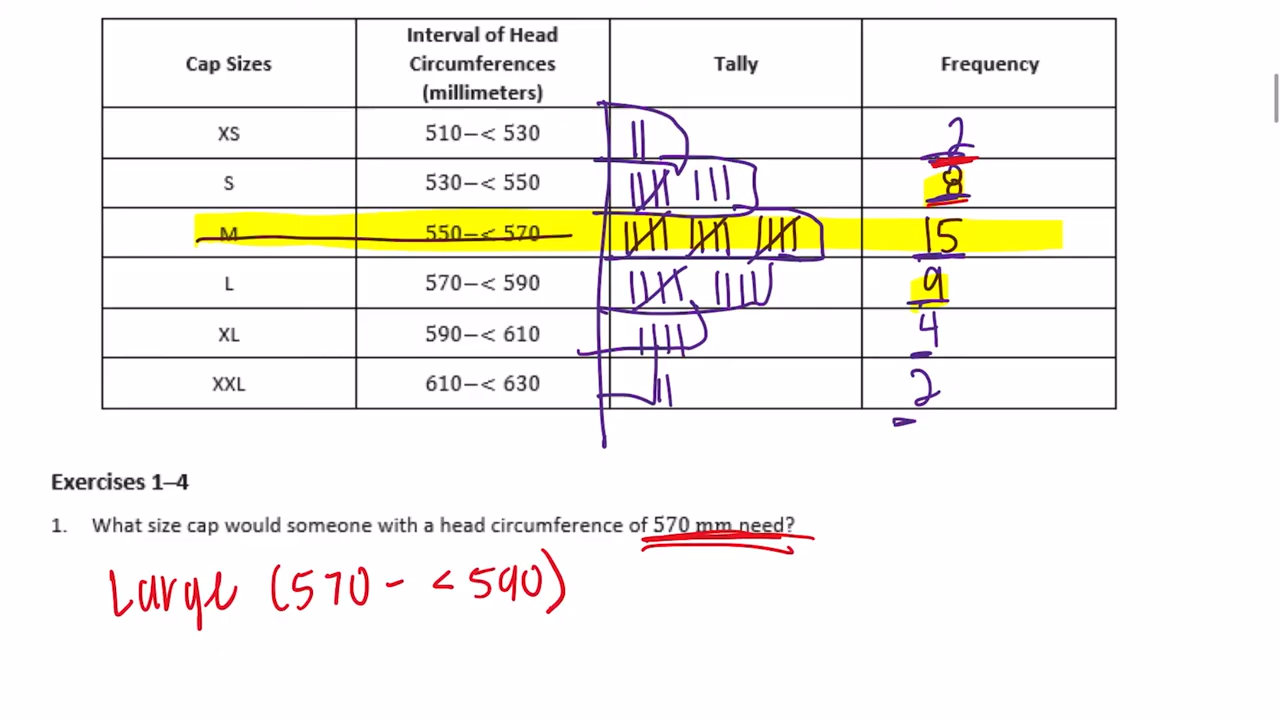 Cap Sizes Interval of Head Circumferences (millimeters) Tally Frequency
XS 510−< 530 2
S 530−< 550 8
M 550−< 570 15
L 570−< 590 9
XL 590−< 610 4
XXL 610−< 630 2
Exercises 1–4
1. What size cap would someone with a head circumference of 570 mm need?
Large (570 - < 590)